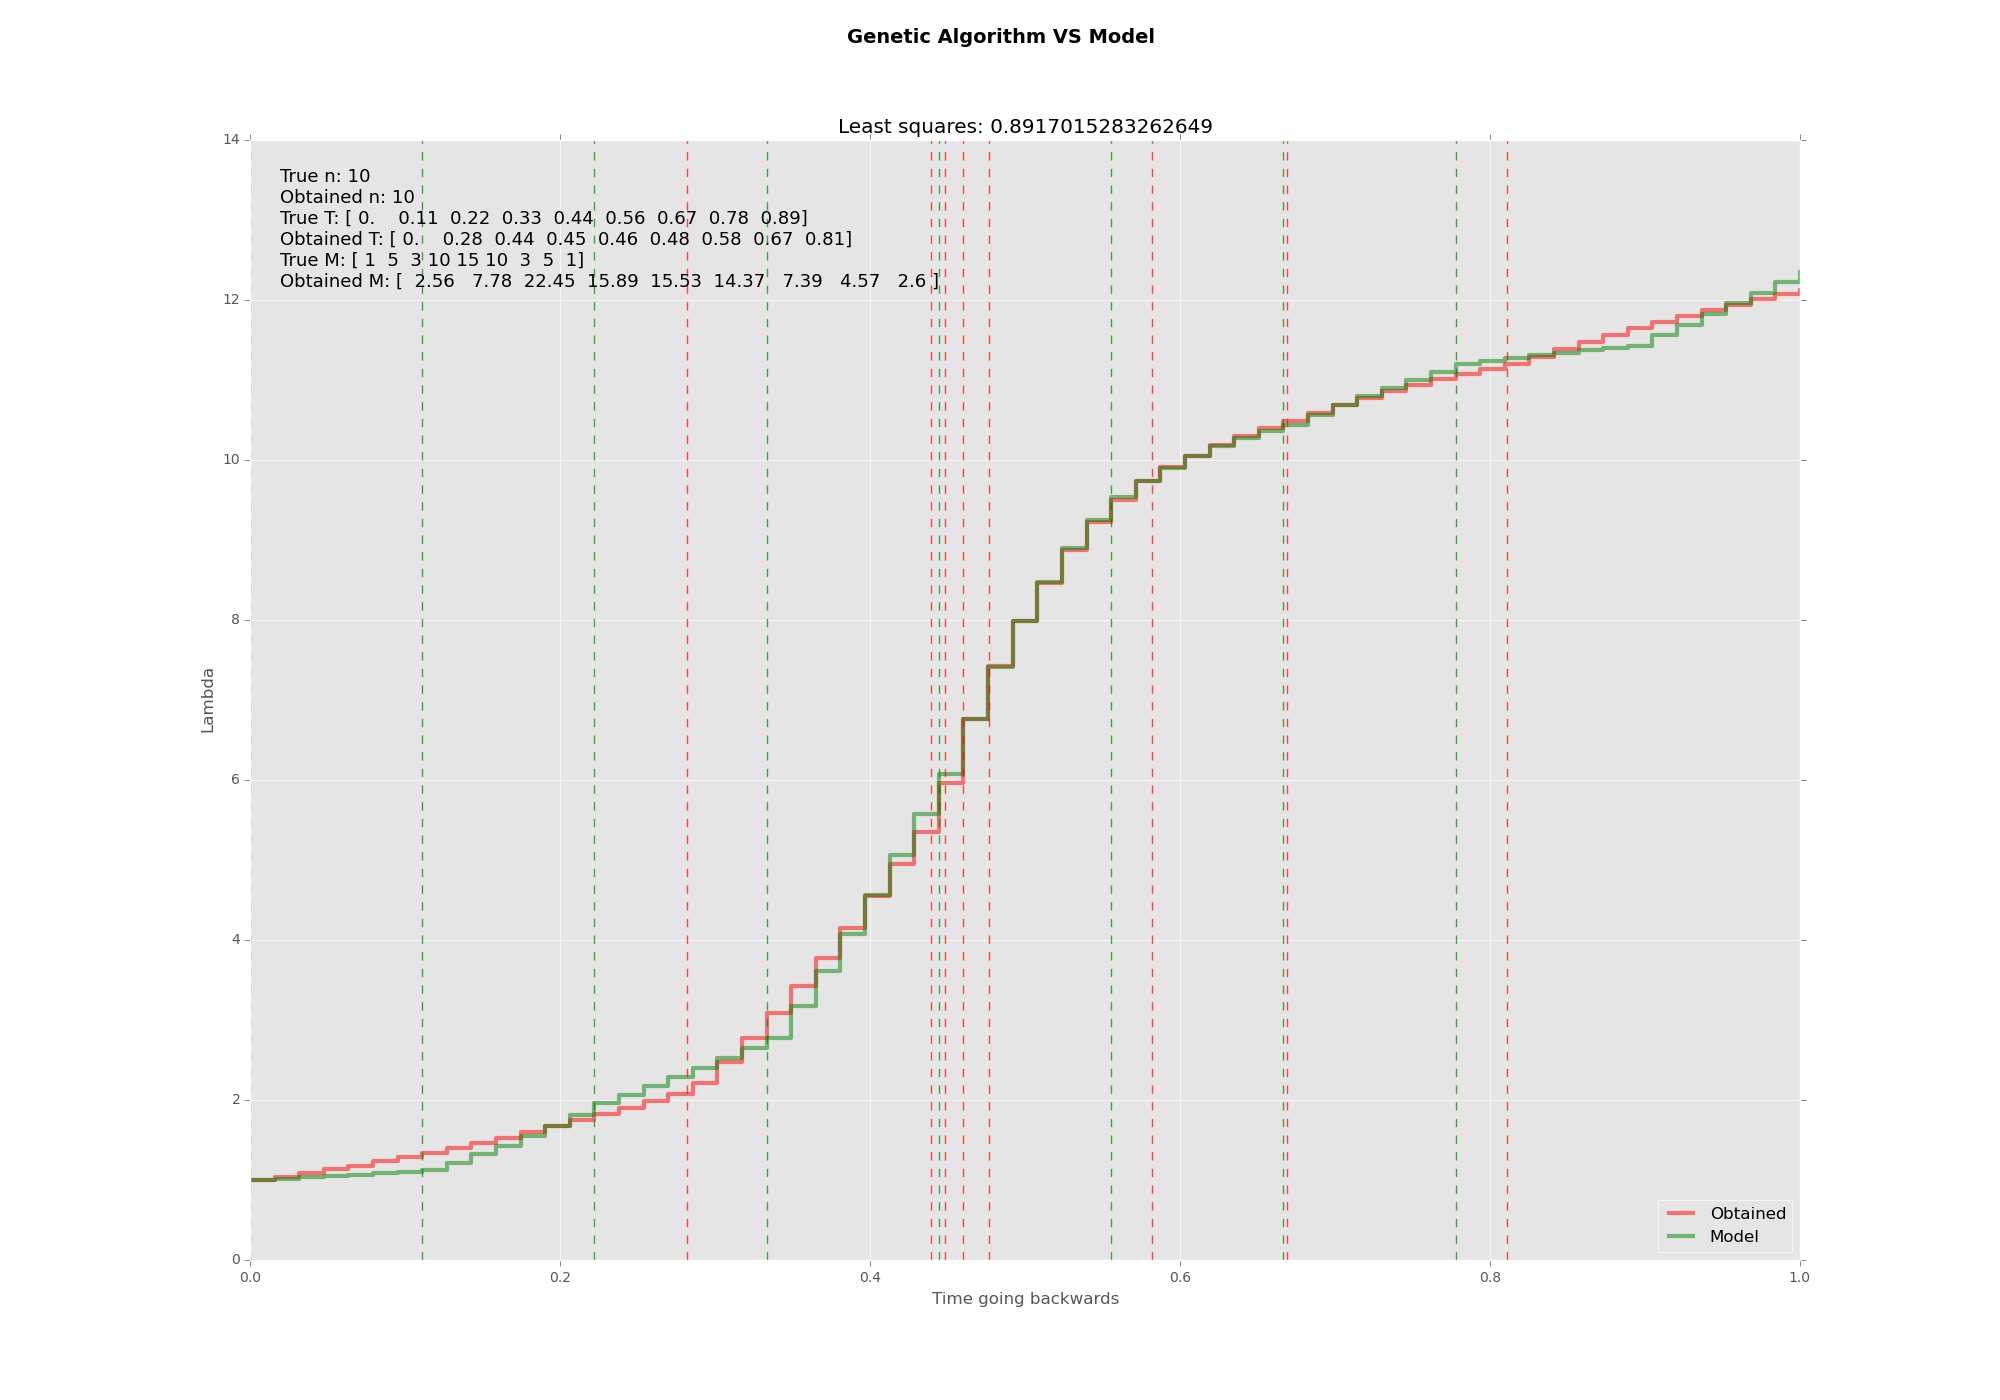 Genetic Algorithm VS Model
Least squares: 0.8917015283262649
14
12
10
8
6
4
2
0
True n: 10
Obtained n: 10
True T: [ 0.    0.11  0.22  0.33  0.44  0.56  0.67  0.78  0.89]
Obtained T: [ 0.    0.28  0.44  0.45  0.46  0.48  0.58  0.67  0.81]
True M: [ 1  5  3 10 15 10  3  5  1]
Obtained M: [  2.56   7.78  22.45  15.89  15.53  14.37   7.39   4.57   2.6 ]
Lambda
Obtained
Model
0.0 0.2 0.4 0.6 0.8 1.0
Time going backwards